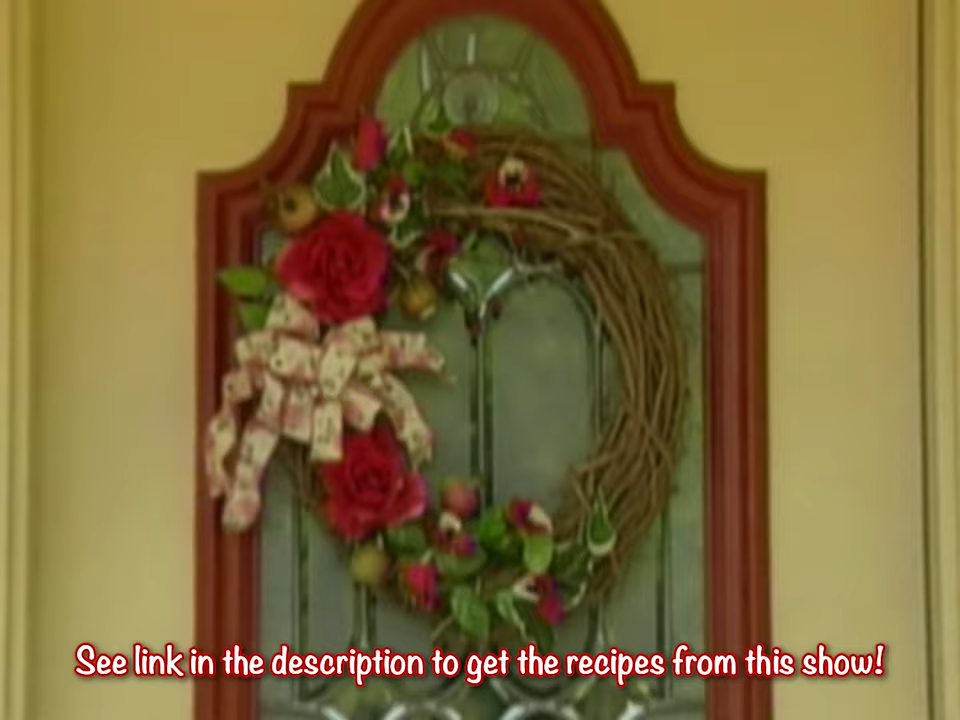 See link in the description to get the recipes from this show!